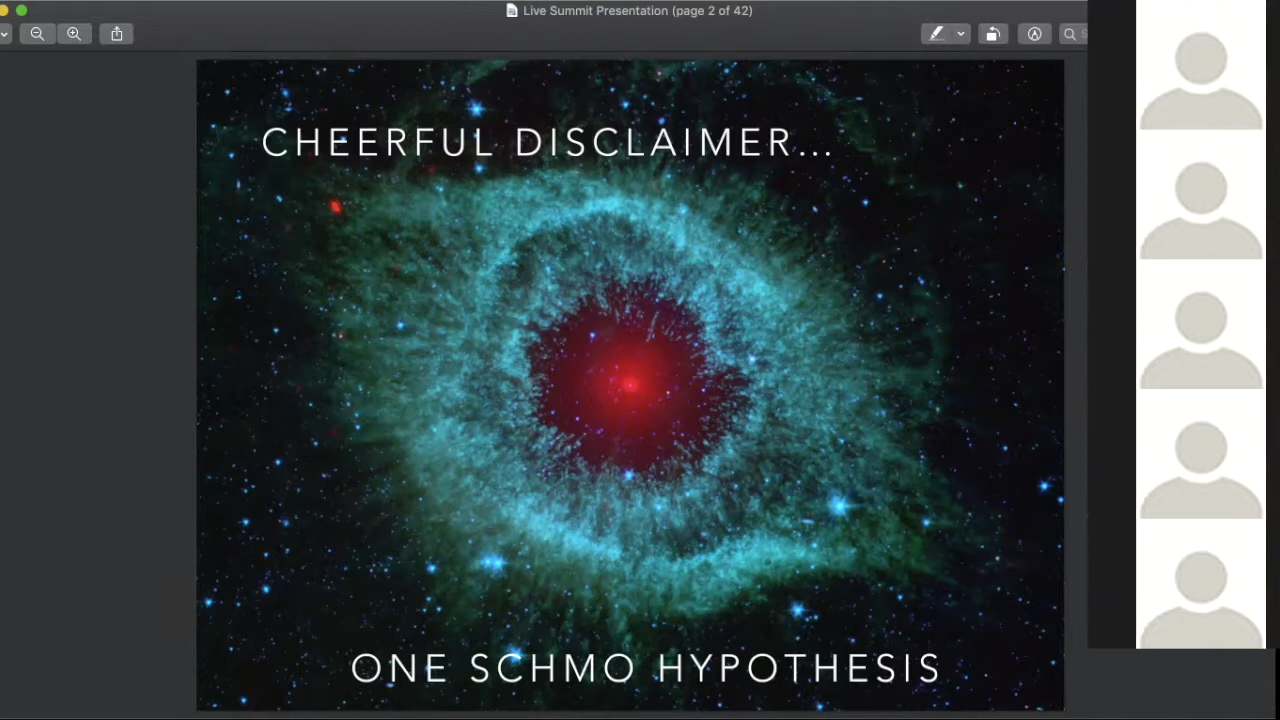 Live Summit Presentation (page 2 of 42)
S
CHEERFUL DISCLAIMER...
ONE SCHMO HYPOTHESIS